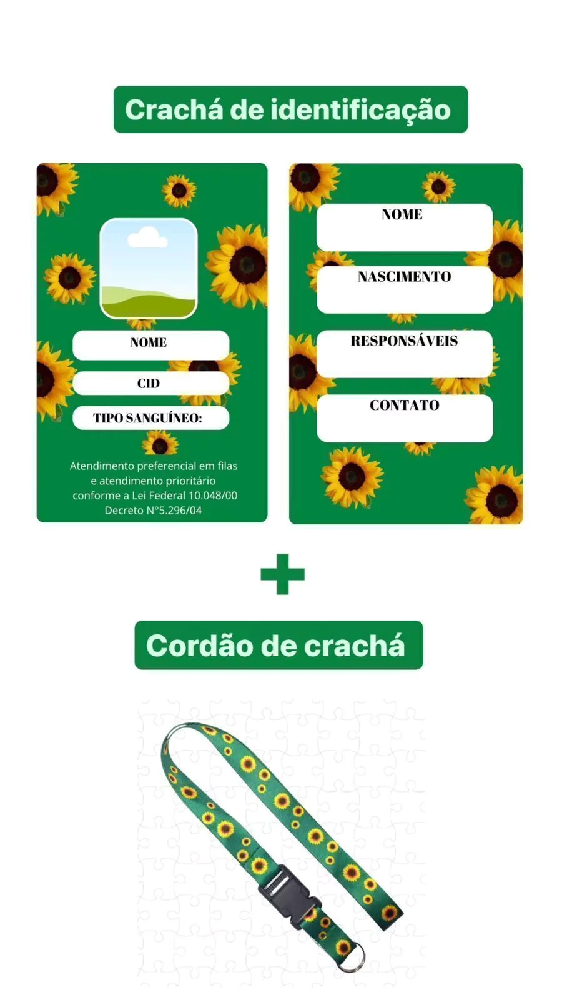 Crachá de identificação
NOME
CID
TIPO SANGUÍNEO:
Atendimento preferencial em filas
e atendimento prioritário
conforme a Lei Federal 10.048/00
Decreto N°5.296/04
NOME
NASCIMENTO
RESPONSÁVEIS
CONTATO
Cordão de crachá